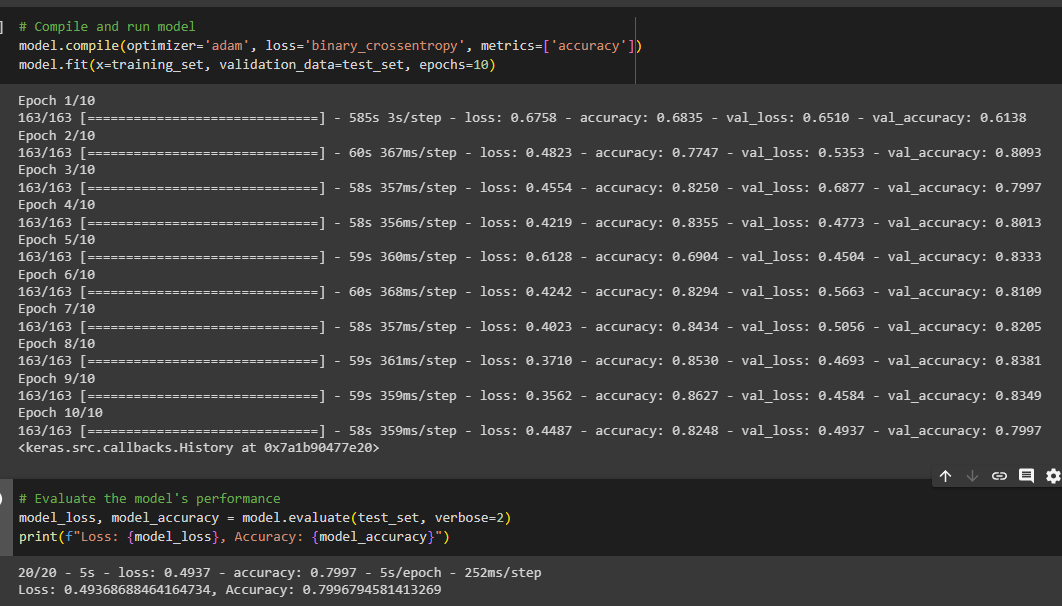 # Compile and run model
model.compile(optimizer='adam', loss='binary_crossentropy', metrics=['accuracy'])
model.fit(x=training_set, validation_data=test_set, epochs=10)
Epoch 1/10
163/163 [==============================] - 585s 3s/step - loss: 0.6758 - accuracy: 0.6835 - val_loss: 0.6510 - val_accuracy: 0.6138
Epoch 2/10
163/163 [==============================] - 60s 367ms/step - loss: 0.4823 - accuracy: 0.7747 - val_loss: 0.5353 - val_accuracy: 0.8093
Epoch 3/10
163/163 [==============================] - 58s 357ms/step - loss: 0.4554 - accuracy: 0.8250 - val_loss: 0.6877 - val_accuracy: 0.7997
Epoch 4/10
163/163 [==============================] - 58s 356ms/step - loss: 0.4219 - accuracy: 0.8355 - val_loss: 0.4773 - val_accuracy: 0.8013
Epoch 5/10
163/163 [==============================] - 59s 360ms/step - loss: 0.6128 - accuracy: 0.6904 - val_loss: 0.4504 - val_accuracy: 0.8333
Epoch 6/10
163/163 [==============================] - 60s 368ms/step - loss: 0.4242 - accuracy: 0.8294 - val_loss: 0.5663 - val_accuracy: 0.8109
Epoch 7/10
163/163 [==============================] - 58s 357ms/step - loss: 0.4023 - accuracy: 0.8434 - val_loss: 0.5056 - val_accuracy: 0.8205
Epoch 8/10
163/163 [==============================] - 59s 361ms/step - loss: 0.3710 - accuracy: 0.8530 - val_loss: 0.4693 - val_accuracy: 0.8381
Epoch 9/10
163/163 [==============================] - 59s 359ms/step - loss: 0.3562 - accuracy: 0.8627 - val_loss: 0.4584 - val_accuracy: 0.8349
Epoch 10/10
163/163 [==============================] - 58s 359ms/step - loss: 0.4487 - accuracy: 0.8248 - val_loss: 0.4937 - val_accuracy: 0.7997
<keras.src.callbacks.History at 0x7a1b90477e20>
# Evaluate the model's performance
model_loss, model_accuracy = model.evaluate(test_set, verbose=2)
print(f"Loss: {model_loss}, Accuracy: {model_accuracy}")
20/20 - 5s - loss: 0.4937 - accuracy: 0.7997 - 5s/epoch - 252ms/step
Loss: 0.49368688464164734, Accuracy: 0.7996794581413269